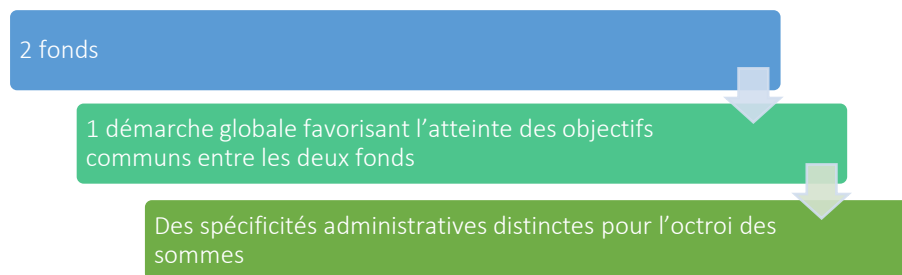 2 fonds
1 démarche globale favorisant l’atteinte des objectifs
communs entre les deux fonds
Des spécificités administratives distinctes pour l’octroi des
sommes